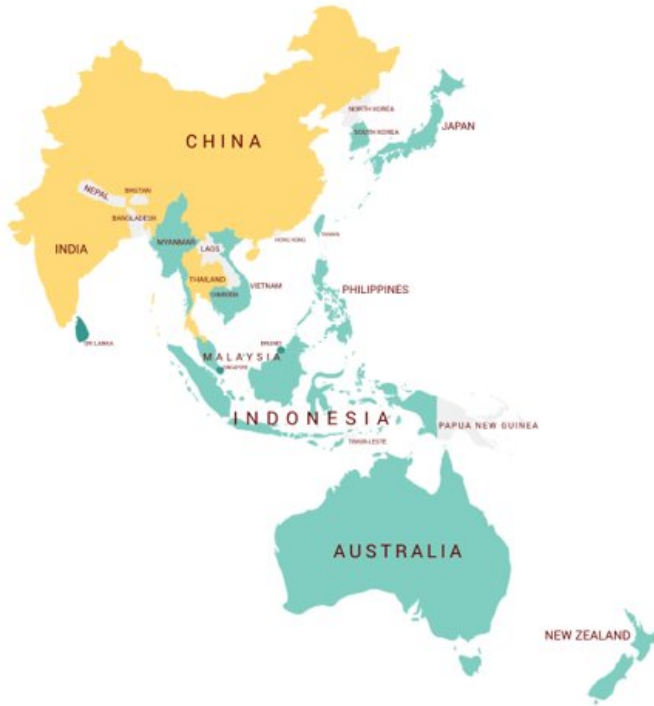 NORTH KOREA
SOUTH KOREA
JAPAN
CHINA
NEPAL
BHUTAN
BANGLADESH
INDIA
MYANMAR
LAOS
HONG KONG
TAIWAN
THAILAND
VIETNAM
CAMBODIA
PHILIPPINES
SRI LANKA
MALAYSIA
BRUNEI
SINGAPORE
INDONESIA
PAPUA NEW GUINEA
TIMOR-LESTE
AUSTRALIA
NEW ZEALAND